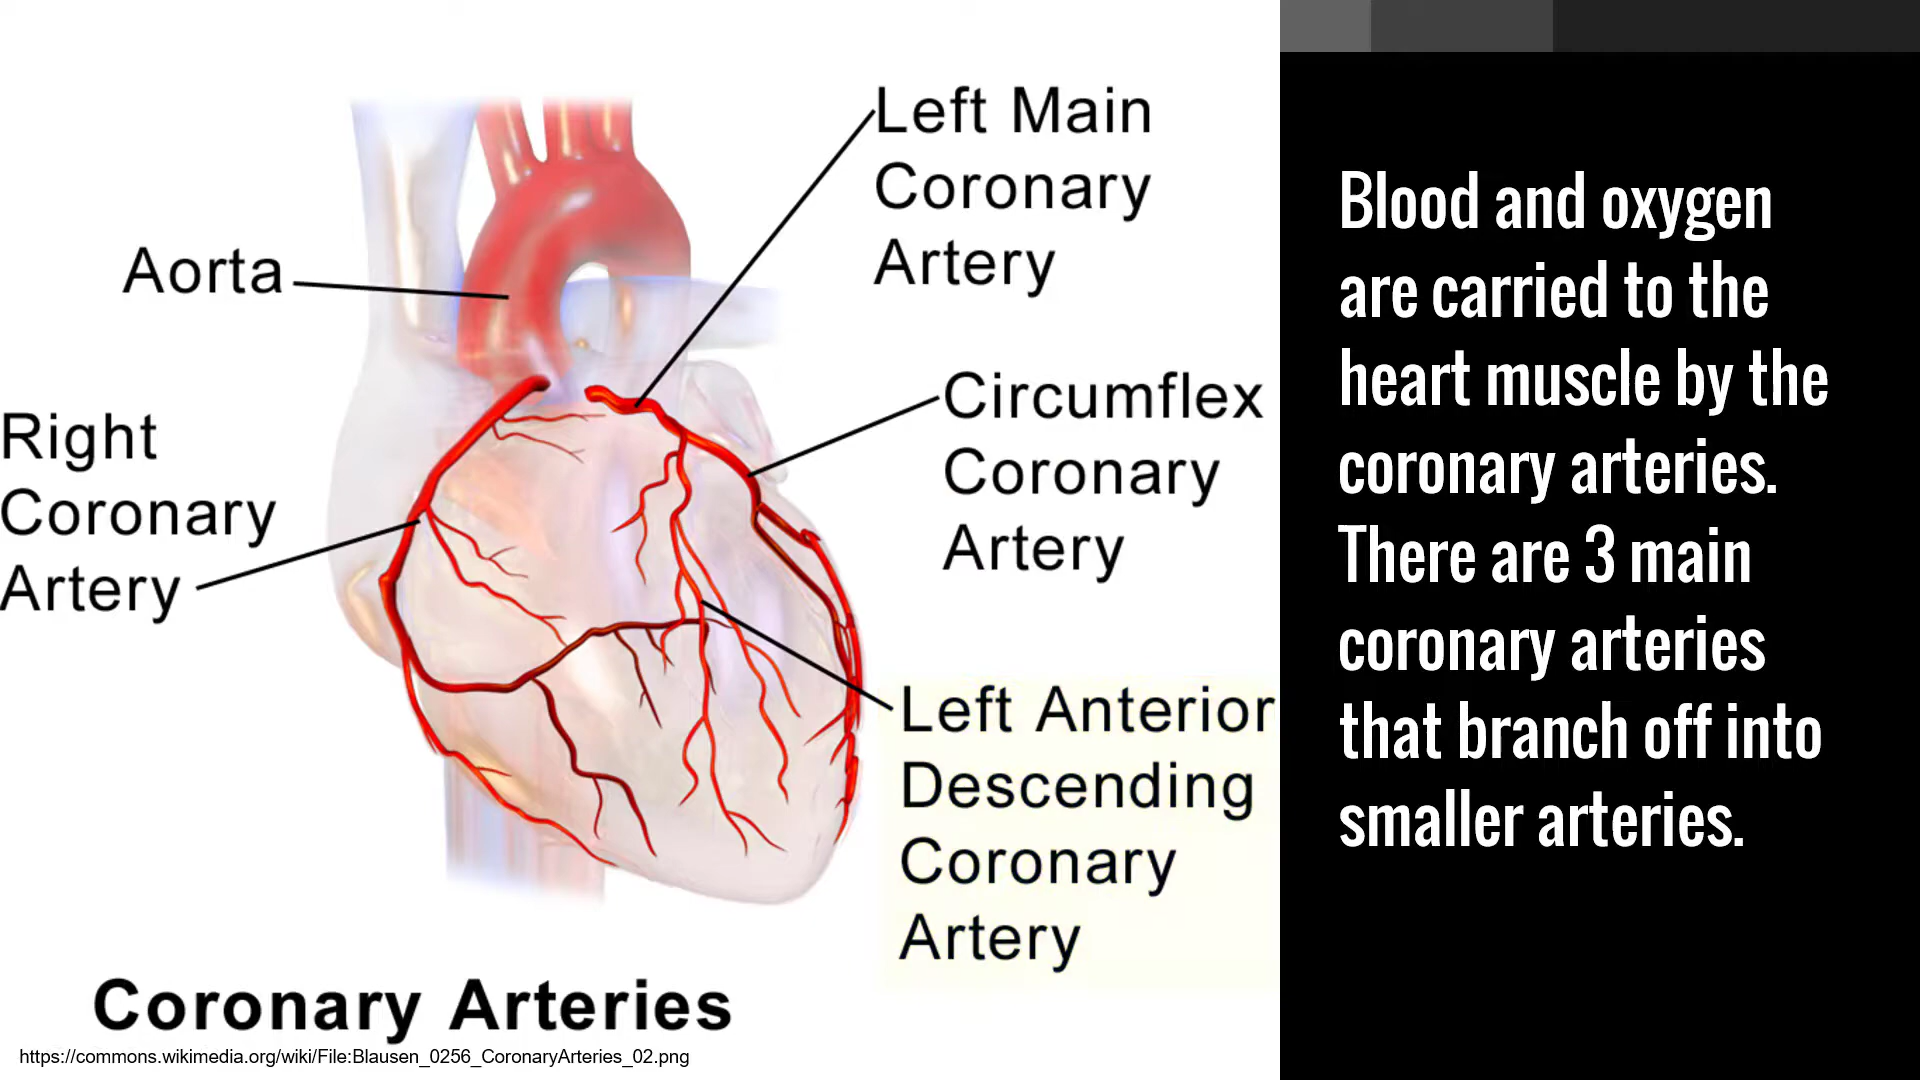 Left Main
Coronary
Artery
Aorta
Circumflex
Coronary
Artery
Right
Coronary
Artery
Left Anterior
Descending
Coronary
Artery
Coronary Arteries
https://commons.wikimedia.org/wiki/File:Blausen_0256_CoronaryArteries_02.png
Blood and oxygen
are carried to the
heart muscle by the
coronary arteries.
There are 3 main
coronary arteries
that branch off into
smaller arteries.